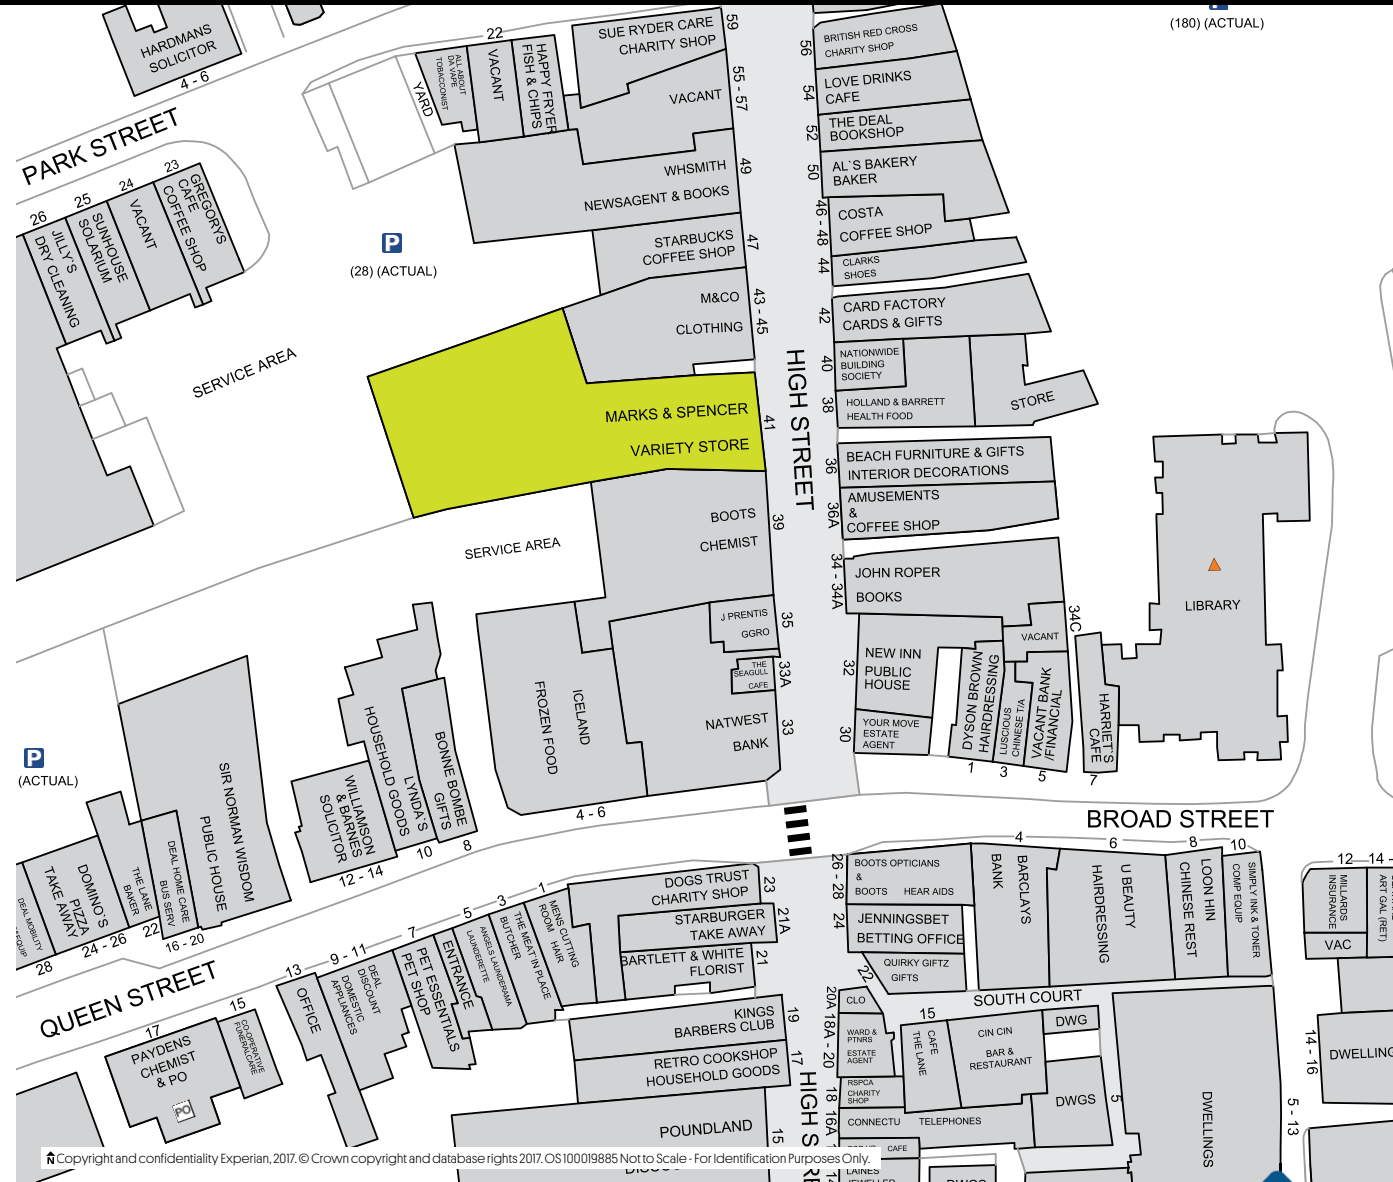 (180) (ACTUAL)
HARDMANS
SOLICITOR
4 - 6
PARK STREET
22
YARD
ALL ABOUT
DA VAPE
TOBACCONIST
VACANT
HAPPY FRYER
FISH & CHIPS
SUE RYDER CARE
CHARITY SHOP
59
VACANT
55 - 57
WHSMITH
NEWSAGENT & BOOKS
49
STARBUCKS
COFFEE SHOP
47
M&CO
CLOTHING
43 - 45
MARKS & SPENCER
VARIETY STORE
41
BOOTS
CHEMIST
39
J PRENTIS
GGRO
35
THE
SEAGULL
CAFE
33A
NATWEST
BANK
33
HIGH STREET
BRITISH RED CROSS
CHARITY SHOP
56
LOVE DRINKS
CAFE
54
THE DEAL
BOOKSHOP
52
AL`S BAKERY
BAKER
50
COSTA
COFFEE SHOP
46 - 48
CLARKS
SHOES
44
CARD FACTORY
CARDS & GIFTS
42
NATIONWIDE
BUILDING
SOCIETY
40
HOLLAND & BARRETT
HEALTH FOOD
38
STORE
BEACH FURNITURE & GIFTS
INTERIOR DECORATIONS
36
AMUSEMENTS
&
COFFEE SHOP
36A
JOHN ROPER
BOOKS
34 - 34A
NEW INN
PUBLIC
HOUSE
32
YOUR MOVE
ESTATE
AGENT
30
VACANT
34C
DYSON BROWN
HAIRDRESSING
1
LUSCIOUS
CHINESE T/A
3
VACANT BANK
/FINANCIAL
5
HARRIET`S
CAFE
7
LIBRARY
26
JILLY`S
DRY CLEANING
25
SUNHOUSE
SOLARIUM
24
VACANT
23
GREGORYS
CAFE
COFFEE SHOP
P
(28) (ACTUAL)
SERVICE AREA
SERVICE AREA
P
(ACTUAL)
ICELAND
FROZEN FOOD
4 - 6
SIR NORMAN WISDOM
PUBLIC HOUSE
16 - 20
LYNDA`S
HOUSEHOLD GOODS
10
BONNE BOMBE
GIFTS
8
WILLIAMSON
& BARNES
SOLICITOR
12 - 14
DEAL HOME CARE
BUS SERV
22
THE LANE
BAKER
DOMINO`S
PIZZA
TAKE AWAY
24 - 26
DEAL MOBILITY
28
QUEEN STREET
BROAD STREET
17
PAYDENS
CHEMIST
& PO
PO
15
CO-OPERATIVE
FUNERALCARE
13
OFFICE
9 - 11
DEAL
DISCOUNT
DOMESTIC
APPLIANCES
7
PET ESSENTIALS
PET SHOP
5
ENTRANCE
ANGELS LAUNDERAMA
LAUNDERETTE
3
THE MEAT IN PLACE
BUTCHER
1
MENS CUTTING
ROOM HAIR
DOGS TRUST
CHARITY SHOP
23
STARBURGER
TAKE AWAY
21A
BARTLETT & WHITE
FLORIST
21
KINGS
BARBERS CLUB
19
RETRO COOKSHOP
HOUSEHOLD GOODS
17
POUNDLAND
15
BOOTS OPTICIANS
&
BOOTS HEAR AIDS
26 - 28
JENNINGSBET
BETTING OFFICE
24
QUIRKY GIFTZ
GIFTS
22
BARCLAYS
BANK
4
U BEAUTY
HAIRDRESSING
6
LOON HIN
CHINESE REST
8
SIMPLY INK & TONER
COMP EQUIP
10
12
MILLARDS
INSURANCE
VAC
14 -
ART GAL (RET)
SOUTH COURT
CLO
20A
WARD &
PTNRS
ESTATE
AGENT
18A - 20
RSPCA
CHARITY
SHOP
18
CONNECTU TELEPHONES
16A
CAFE
15
CAFE
THE LANE
CIN CIN
BAR &
RESTAURANT
DWG
DWGS
5
DWELLINGS
5 - 13
14 - 16
DWELLING
LAINES
JEWELLER
DWGS
HIGH S
N Copyright and confidentiality Experian, 2017. © Crown copyright and database rights 2017. OS 100019885 Not to Scale - For Identification Purposes Only.